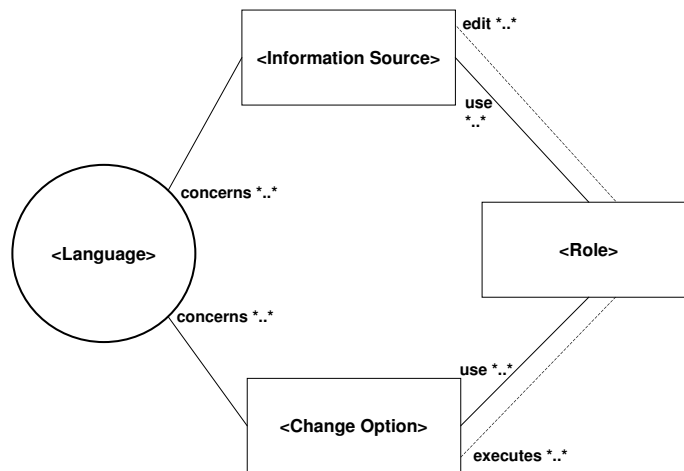 edit *..*
<Information Source>
use
*..*
concerns *..*
<Language>
<Role>
concerns *..*
use *..*
<Change Option>
executes *..*